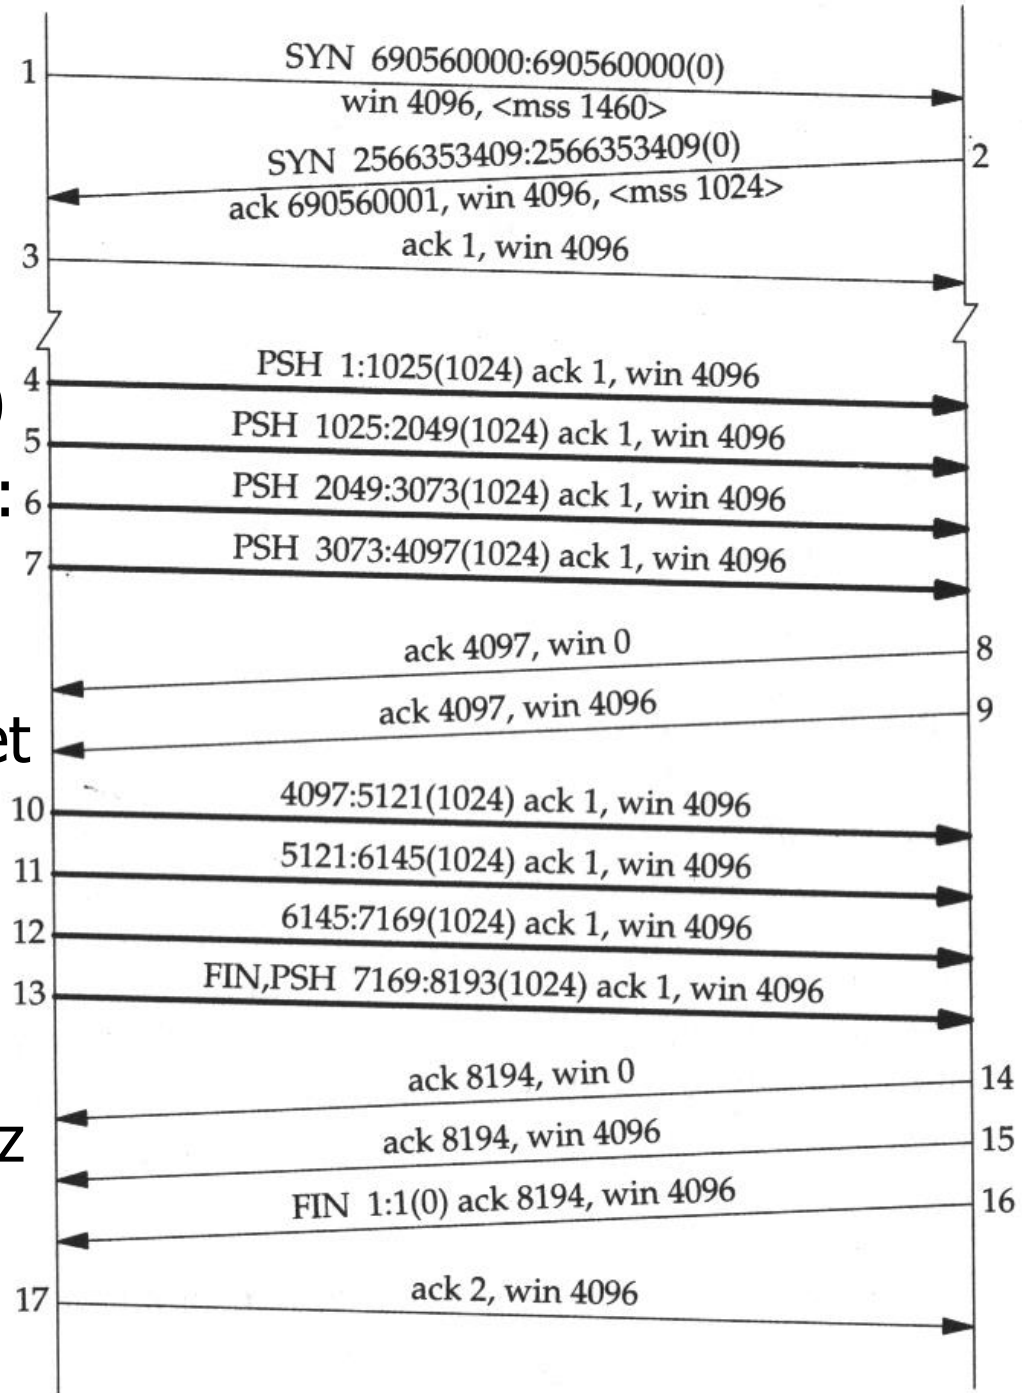 SYN 690560000:690560000(0)
1
win 4096, <mss 1460>
SYN 2566353409:2566353409(0)
2
ack 690560001, win 4096, <mss 1024>
ack 1, win 4096
3
PSH 1:1025(1024) ack 1, win 4096
4
)
PSH 1025:2049(1024) ack 1, win 4096
5
PSH 2049:3073(1024) ack 1, win 4096
:
6
PSH 3073:4097(1024) ack 1, win 4096
7
ack 4097, win 0
8
ack 4097, win 4096
9
et
4097:5121(1024) ack 1, win 4096
10
5121:6145(1024) ack 1, win 4096
11
6145:7169(1024) ack 1, win 4096
12
FIN,PSH 7169:8193(1024) ack 1, win 4096
13
ack 8194, win 0
14
ack 8194, win 4096
15
z
FIN 1:1(0) ack 8194, win 4096
16
ack 2, win 4096
17